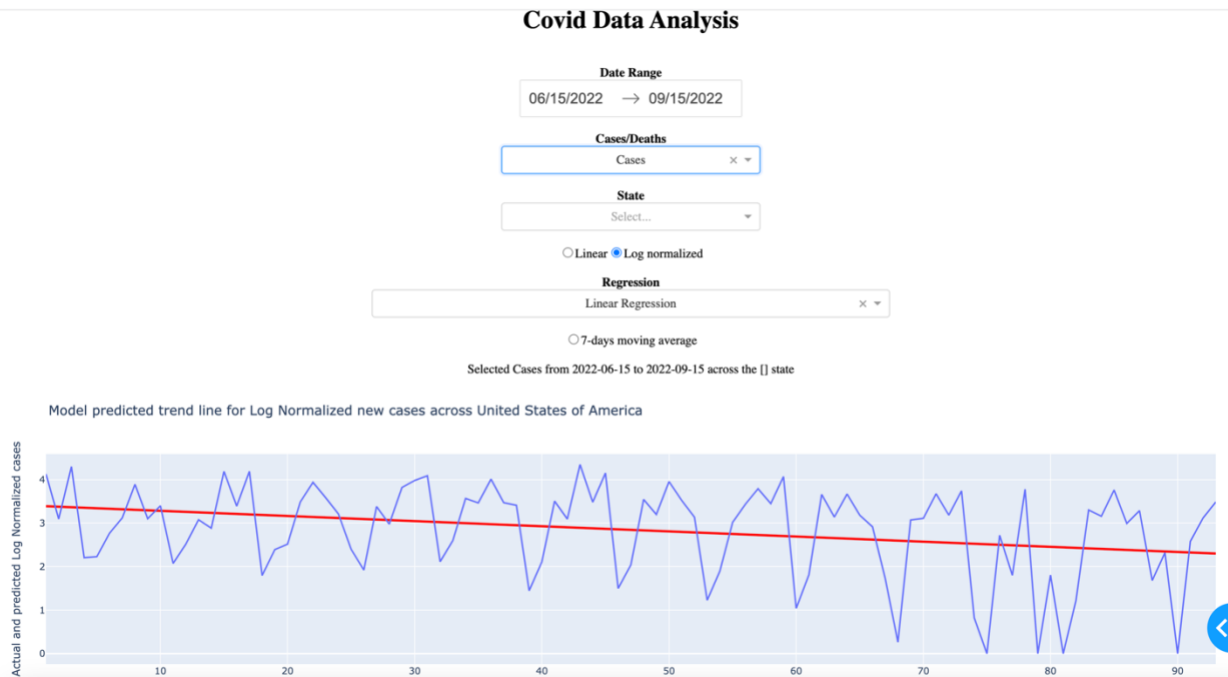 Covid Data Analysis
Date Range
06/15/2022 → 09/15/2022
Cases/Deaths
Cases × ▾
State
Select... ▾
Linear Log normalized
Regression
Linear Regression × ▾
7-days moving average
Selected Cases from 2022-06-15 to 2022-09-15 across the [] state
Model predicted trend line for Log Normalized new cases across United States of America
Actual and predicted Log Normalized cases
4
3
2
1
0
10 20 30 40 50 60 70 80 90